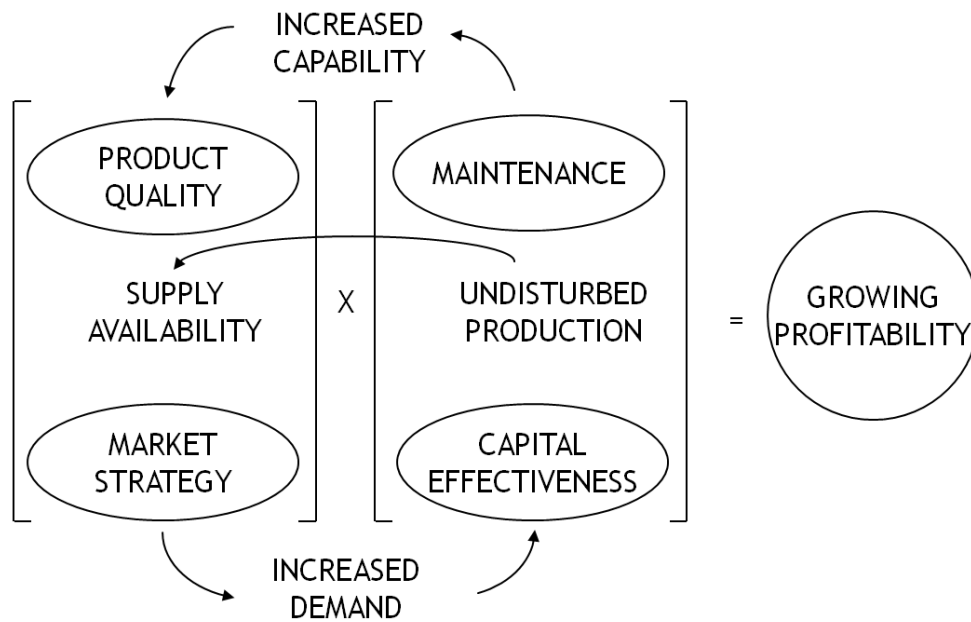 INCREASED
CAPABILITY
PRODUCT
QUALITY
MAINTENANCE
SUPPLY
AVAILABILITY
X
UNDISTURBED
PRODUCTION
=
GROWING
PROFITABILITY
MARKET
STRATEGY
CAPITAL
EFFECTIVENESS
INCREASED
DEMAND